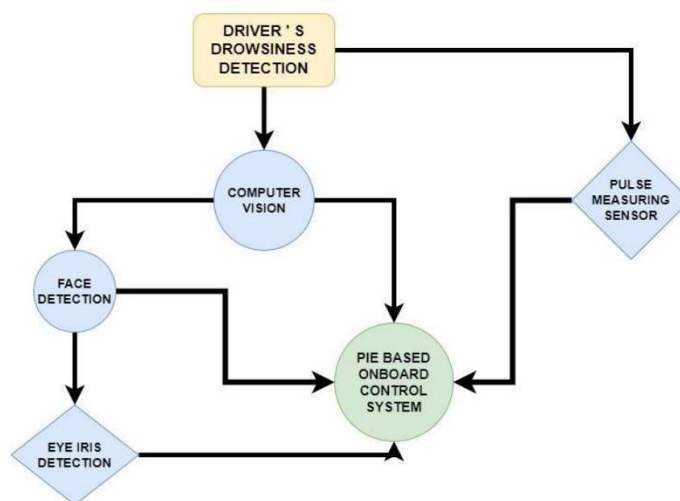 DRIVER ' S
DROWSINESS
DETECTION
COMPUTER
VISION
PULSE
MEASURING
SENSOR
FACE
DETECTION
PIE BASED
ONBOARD
CONTROL
SYSTEM
EYE IRIS
DETECTION